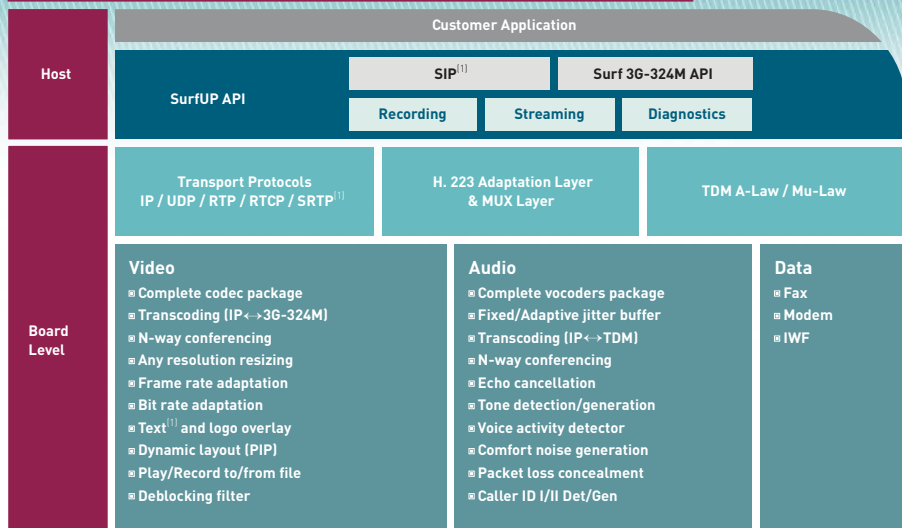 Customer Application
Host
SurfUP API
SIP[1]
Surf 3G-324M API
Recording
Streaming
Diagnostics
Board
Level
Transport Protocols
IP / UDP / RTP / RTCP / SRTP[1]
H. 223 Adaptation Layer
& MUX Layer
TDM A-Law / Mu-Law
Video
Complete codec package
Transcoding (IP↔3G-324M)
N-way conferencing
Any resolution resizing
Frame rate adaptation
Bit rate adaptation
Text[1] and logo overlay
Dynamic layout (PIP)
Play/Record to/from file
Deblocking filter
Audio
Complete vocoders package
Fixed/Adaptive jitter buffer
Transcoding (IP↔TDM)
N-way conferencing
Echo cancellation
Tone detection/generation
Voice activity detector
Comfort noise generation
Packet loss concealment
Caller ID I/II Det/Gen
Data
Fax
Modem
IWF